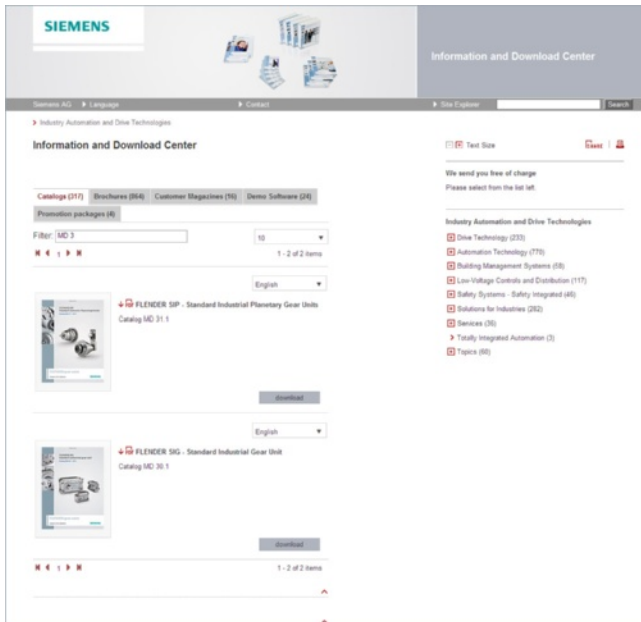 SIEMENS
Information and Download Center
Siemens AG
Language
Contact
Site Explorer
Search
Industry Automation and Drive Technologies
Information and Download Center
Text Size
We send you free of change
Please select from the list left.
Catalogs (317)
Brochures (864)
Customer Magazines (16)
Demo Software (24)
Promotion packages (4)
Filter: MD 3
10
1
1 - 2 of 2 items
Industry Automation and Drive Technologies
Drive Technology (233)
Automation Technology (779)
Building Management Systems (58)
Low-Voltage Controls and Distribution (117)
Safety Systems - Safety Integrated (46)
Solutions for Industries (262)
Services (36)
Totally Integrated Automation (3)
Topics (60)
English
FLENDER SIP - Standard Industrial Planetary Gear Units
Catalog MD 31.1
download
English
FLENDER SIG - Standard Industrial Gear Unit
Catalog MD 30.1
download
1
1 - 2 of 2 items